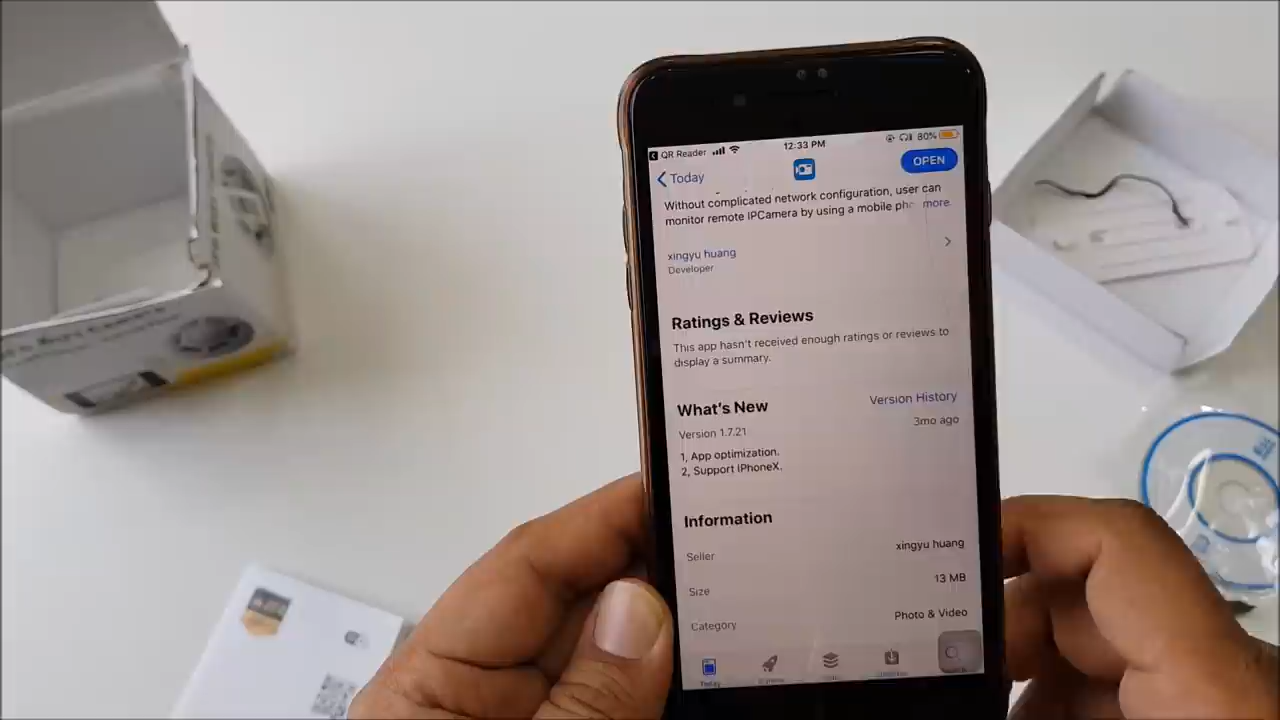 QR Reader
12:33 PM
80%
Today
OPEN
Without complicated network configuration, user can
monitor remote IPCamera by using a mobile more
xingyu huang
Developer
Ratings & Reviews
This app hasn't received enough ratings or reviews to
display a summary.
What's New
Version History
Version 1.7.21
3mo ago
1, App optimization.
2, Support iPhoneX.
Information
Seller
xingyu huang
Size
13 MB
Category
Photo & Video
Today